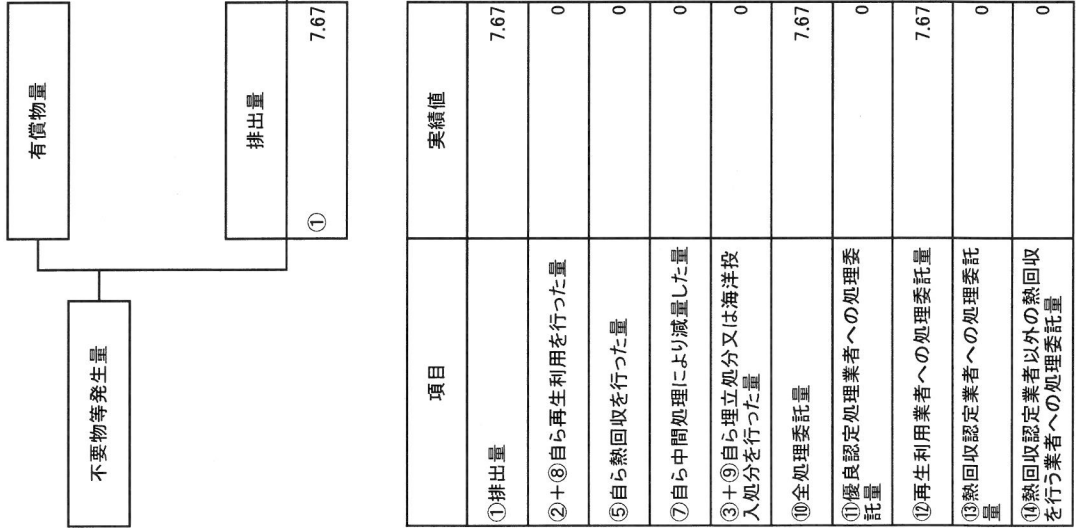 不要物等発生量
有償物量
排出量
① 7.67
項目 実績値
①排出量 7.67
②+⑧自ら再生利用を行った量 0
⑤自ら熱回収を行った量 0
⑦自ら中間処理により減量した量 0
③+⑨自ら埋立処分又は海洋投
入処分を行った量 0
⑩全処理委託量 7.67
⑪優良認定処理業者への処理委
託量 0
⑫再生利用業者への処理委託量 7.67
⑬熱回収認定業者への処理委託
量 0
⑭熱回収認定業者以外の熱回収
を行う業者への処理委託量 0